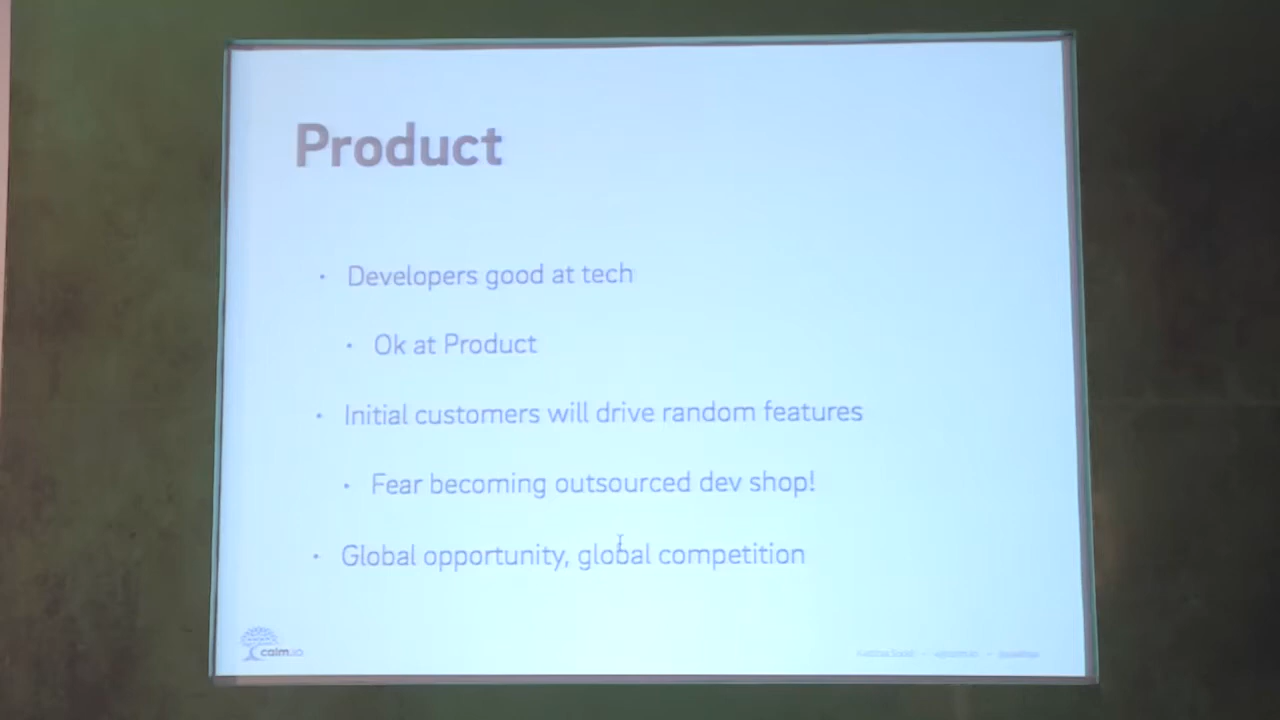 Product
Developers good at tech
Ok at Product
Initial customers will drive random features
Fear becoming outsourced dev shop!
Global opportunity, global competition
calm.io